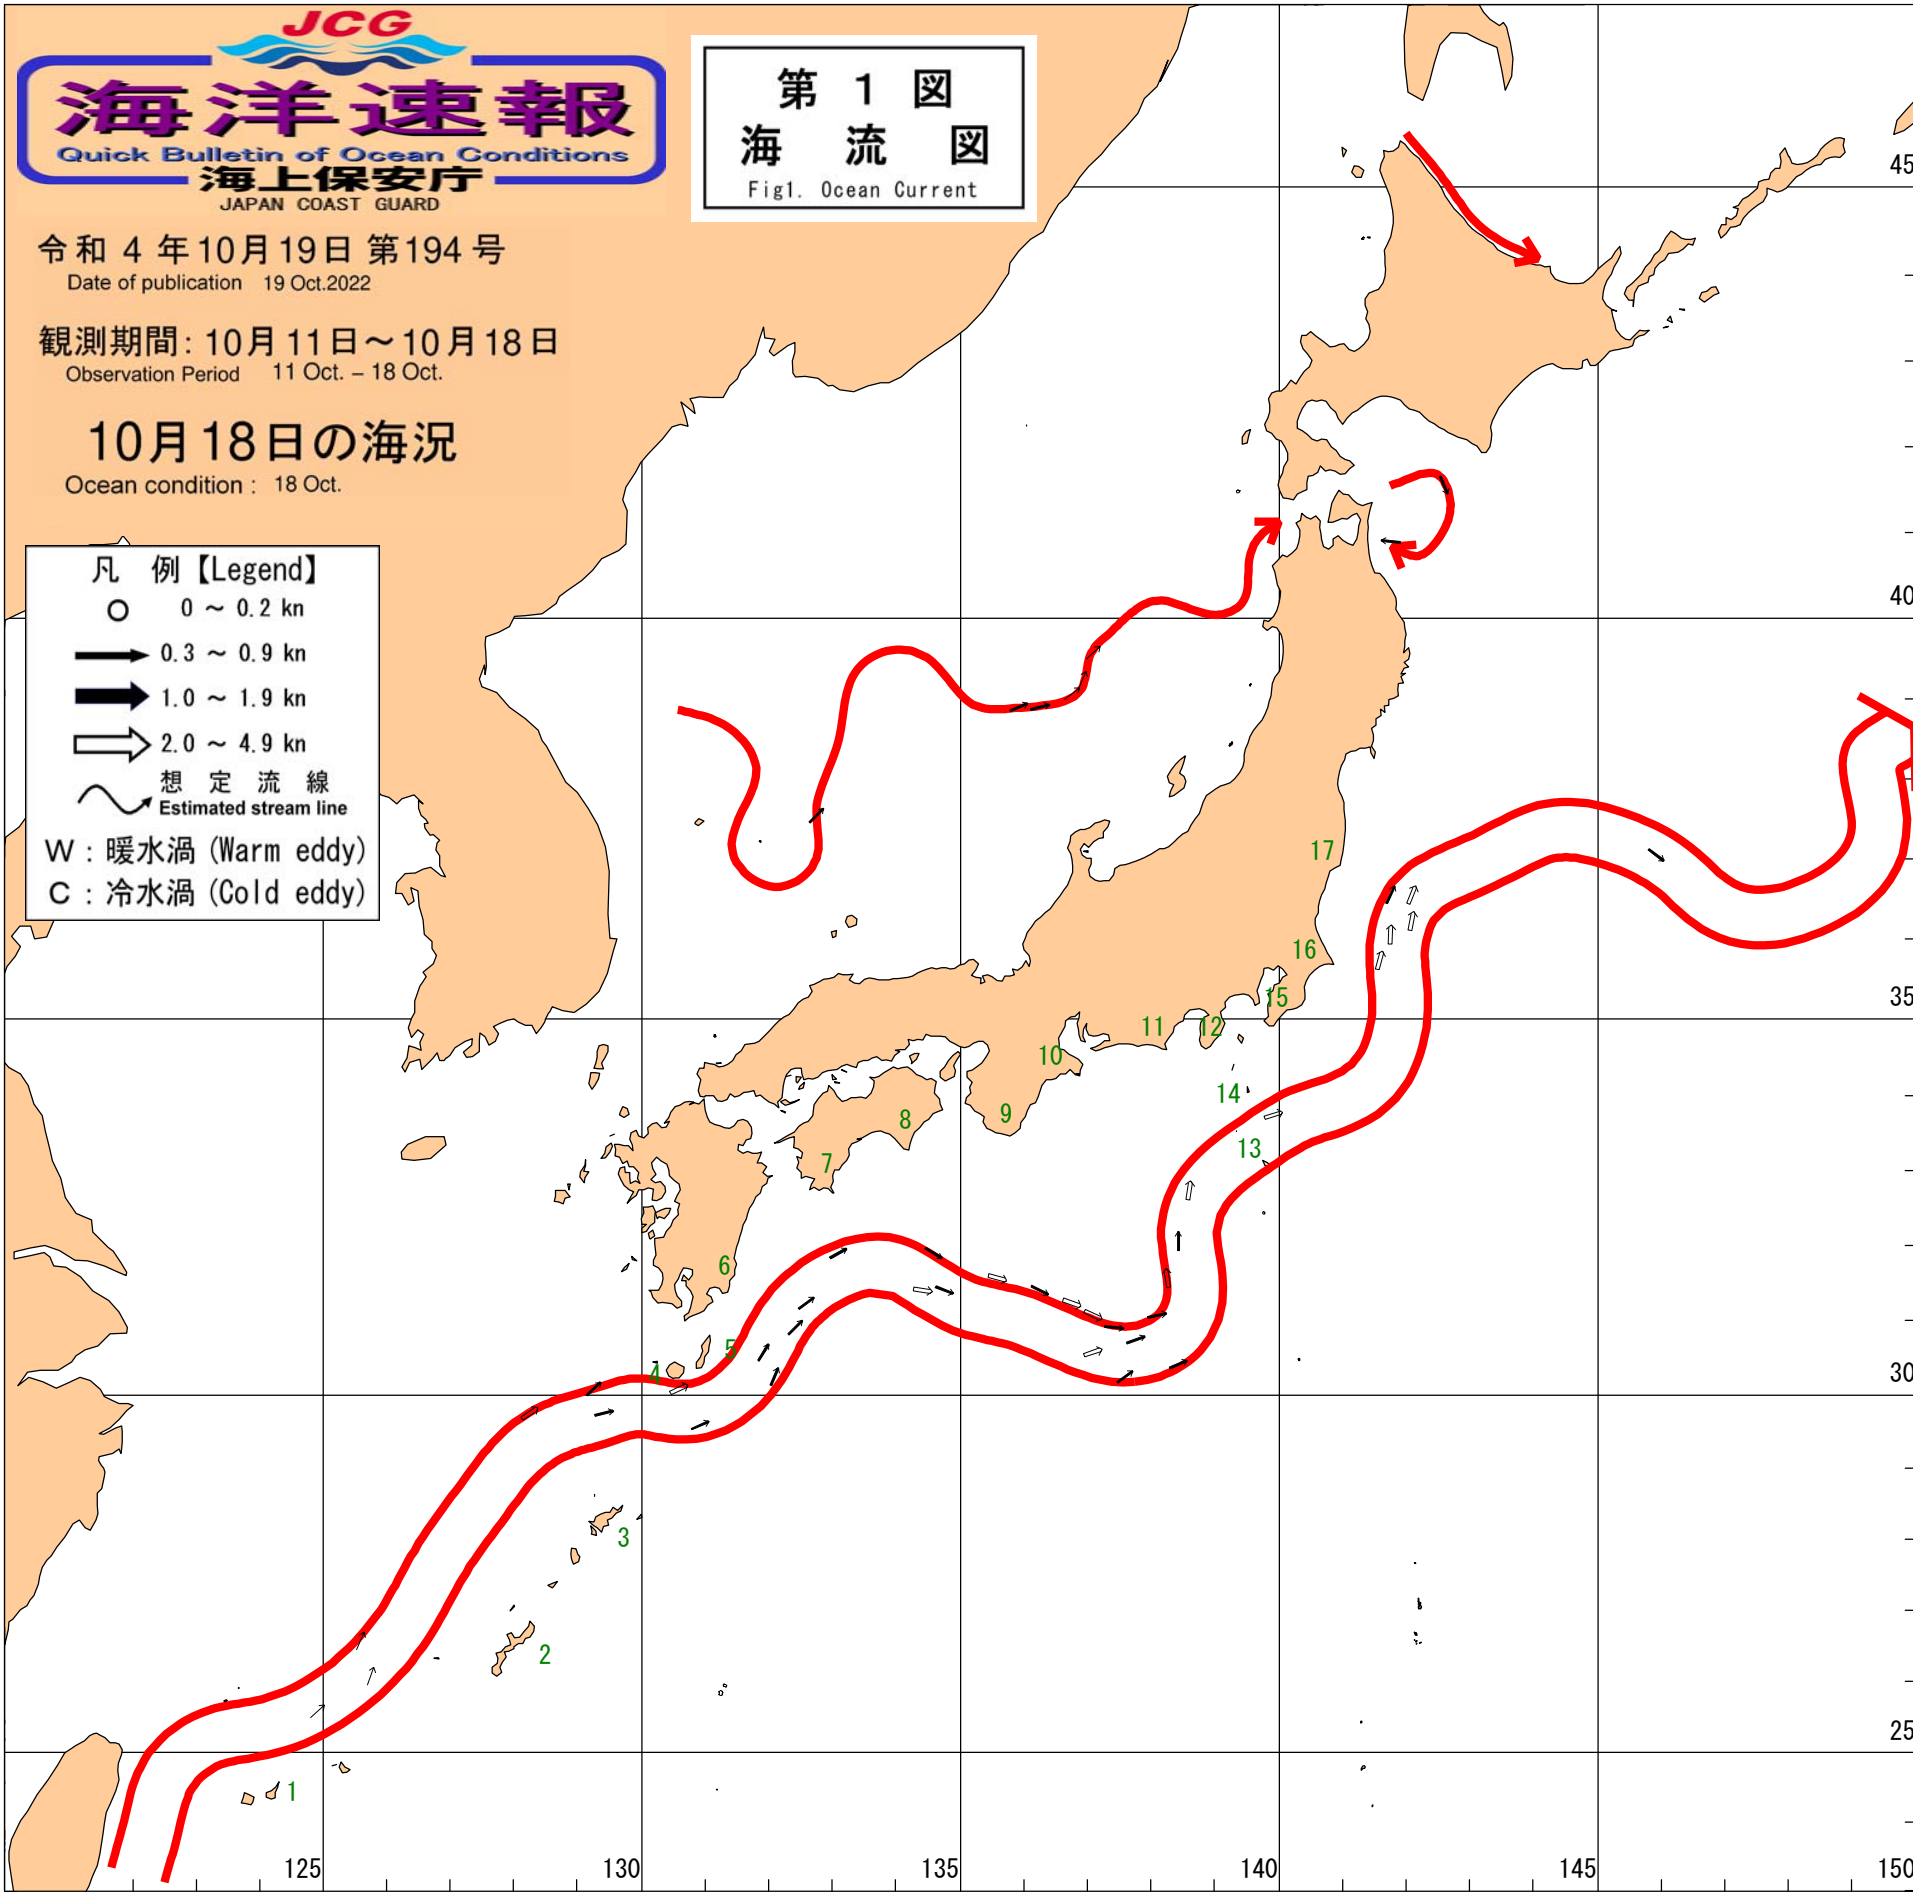 JCG
海洋速報
Quick Bulletin of Ocean Conditions
海上保安庁
JAPAN COAST GUARD
第 1 図
海 流 図
Fig1. Ocean Current
令和 4 年10月19日 第194号
Date of publication 19 Oct.2022
観測期間: 10月11日～10月18日
Observation Period 11 Oct. – 18 Oct.
10月18日の海況
Ocean condition : 18 Oct.
凡 例【Legend】
0 ～ 0.2 kn
0.3 ～ 0.9 kn
1.0 ～ 1.9 kn
2.0 ～ 4.9 kn
想 定 流 線
Estimated stream line
W : 暖水渦 (Warm eddy)
C : 冷水渦 (Cold eddy)
45
40
17
16
35
15
11
12
10
14
9
8
13
7
6
5
4
30
3
2
25
1
125
130
135
140
145
150